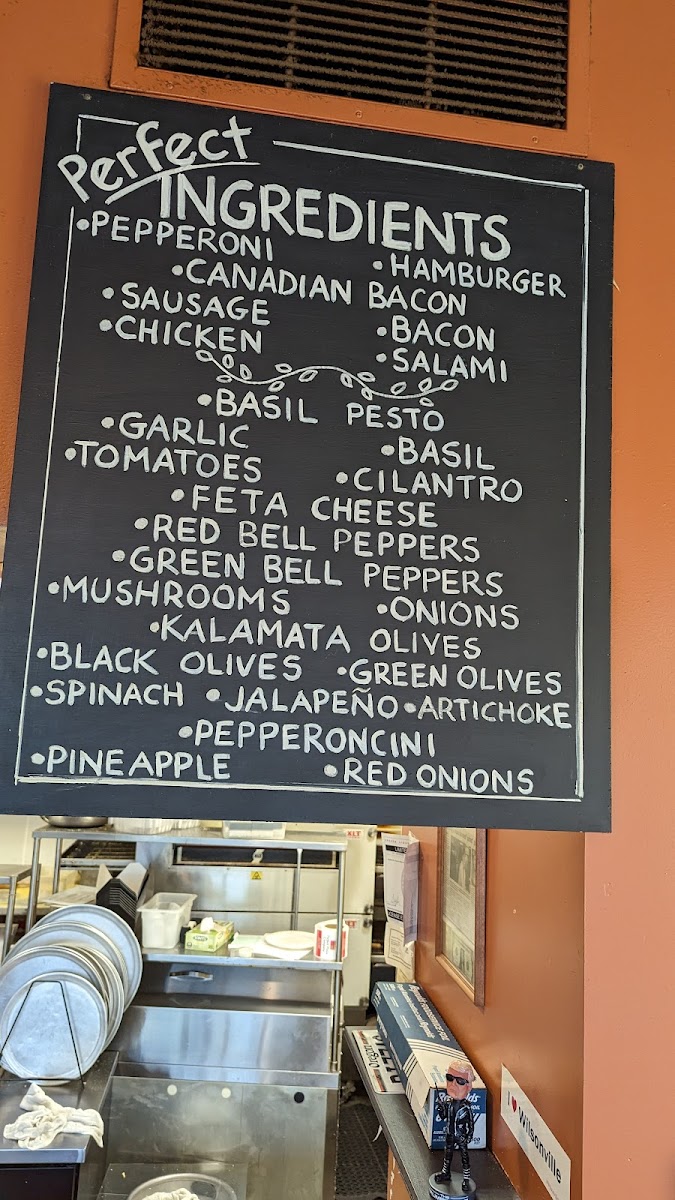 Perfect
INGREDIENTS
•PEPPERONI
•HAMBURGER
•CANADIAN BACON
•SAUSAGE
•BACON
•CHICKEN
•SALAMI
•BASIL PESTO
•GARLIC
•BASIL
•TOMATOES
•CILANTRO
•FETA CHEESE
•RED BELL PEPPERS
•GREEN BELL PEPPERS
•MUSHROOMS
•ONIONS
•KALAMATA OLIVES
•BLACK OLIVES •GREEN OLIVES
•SPINACH •JALAPEÑO •ARTICHOKE
•PEPPERONCINI
•PINEAPPLE •RED ONIONS
Oregon
Reynolds
I ♥ Wilsonville